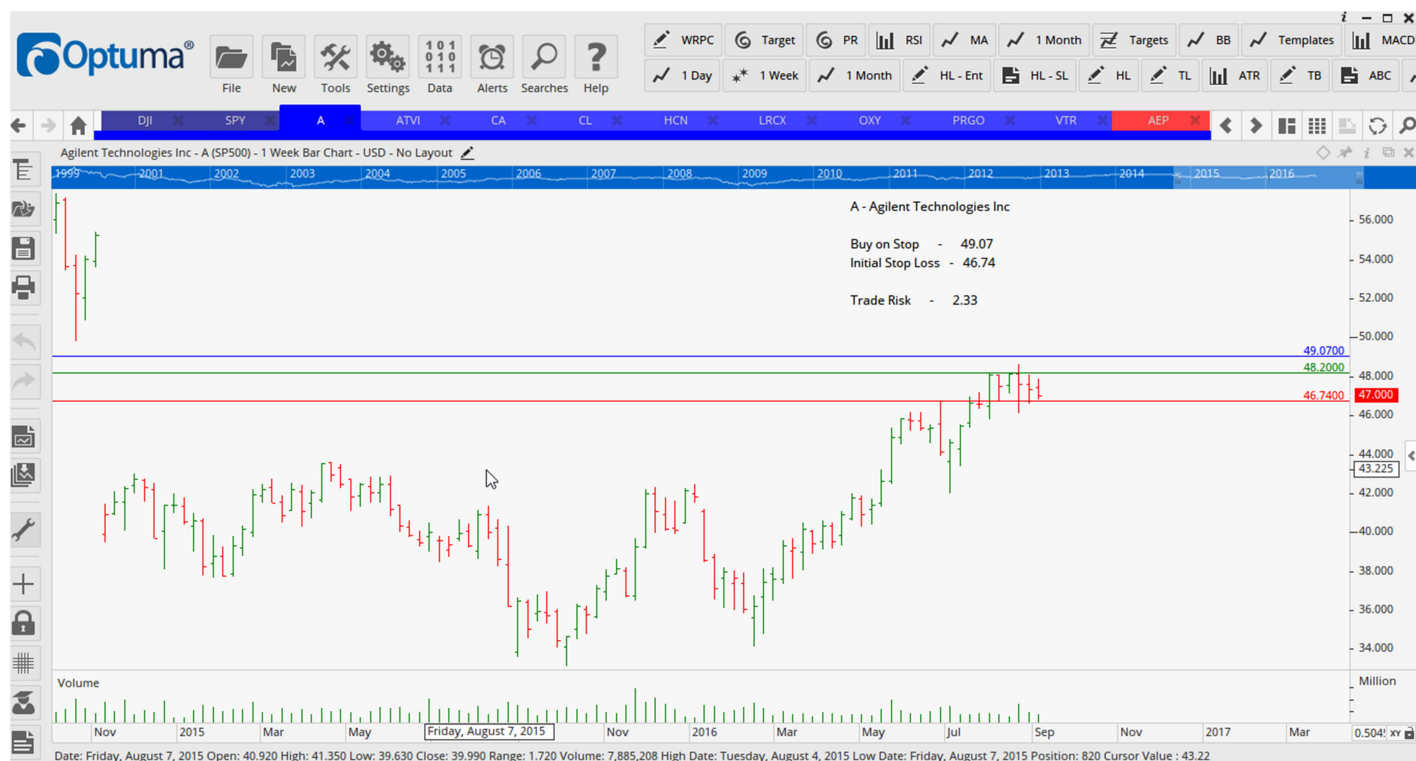 i
Optuma®
File New Tools Settings Data Alerts Searches Help
101
010
111
WRPC Target PR RSI MA 1 Month Targets BB Templates MACD
1 Day 1 Week 1 Month HL - Ent HL - SL HL TL ATR TB ABC
DJI SPY A ATVI CA CL HCN LRCX OXY PRGO VTR AEP
Agilent Technologies Inc - A (SP500) - 1 Week Bar Chart - USD - No Layout
1999 2001 2002 2003 2004 2005 2006 2007 2008 2009 2010 2011 2012 2013 2014 2015 2016
A - Agilent Technologies Inc
Buy on Stop - 49.07
Initial Stop Loss - 46.74
Trade Risk - 2.33
56.000
54.000
52.000
50.000
49.0700
48.2000
48.000
46.7400
47.000
46.000
44.000
43.225
42.000
40.000
38.000
36.000
34.000
Volume
Million
Nov 2015 Mar May Friday, August 7, 2015 Nov 2016 Mar May Jul Sep Nov 2017 Mar 0.504 XY
Date: Friday, August 7, 2015 Open: 40.920 High: 41.350 Low: 39.630 Close: 39.990 Range: 1.720 Volume: 7,885,208 High Date: Tuesday, August 4, 2015 Low Date: Friday, August 7, 2015 Position: 820 Cursor Value : 43.22